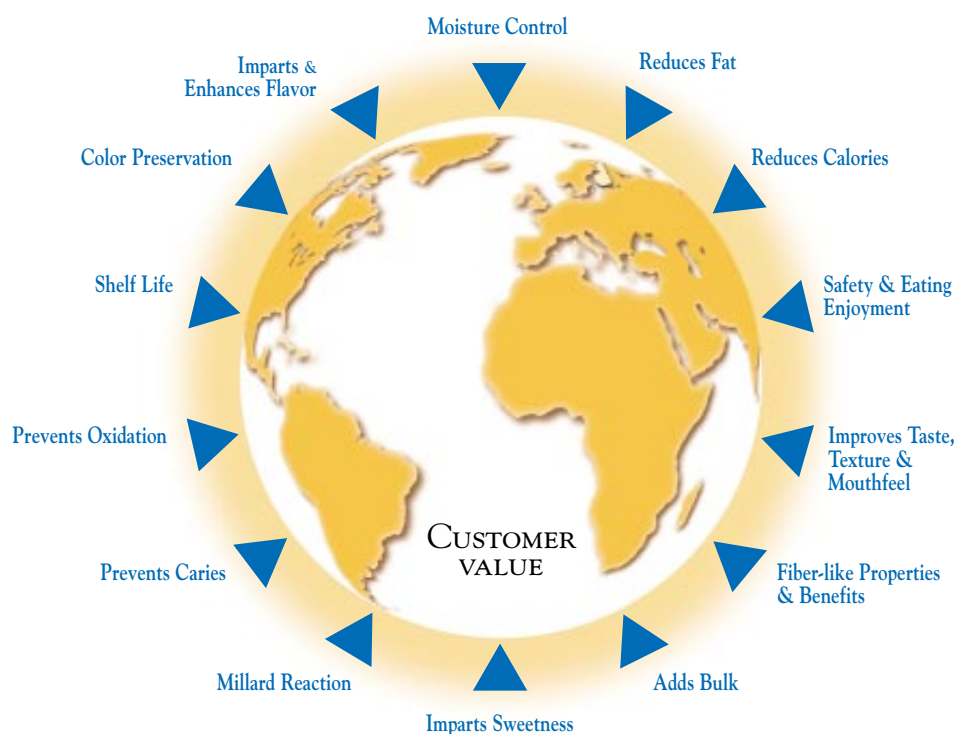 Moisture Control
Reduces Fat
Imparts &
Enhances Flavor
Color Preservation
Reduces Calories
Shelf Life
Safety & Eating
Enjoyment
Prevents Oxidation
Improves Taste,
Texture &
Mouthfeel
CUSTOMER
VALUE
Prevents Caries
Fiber-like Properties
& Benefits
Millard Reaction
Adds Bulk
Imparts Sweetness